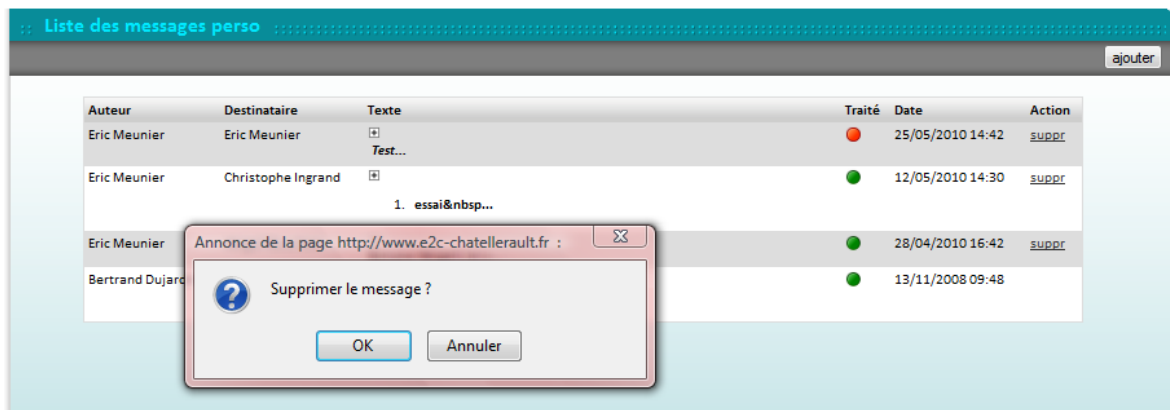 :: Liste des messages perso
ajouter
Auteur Destinataire Texte Traité Date Action
Eric Meunier Eric Meunier 25/05/2010 14:42 suppr
Test...
Eric Meunier Christophe Ingrand 12/05/2010 14:30 suppr
1. essai&nbsp...
Eric Meunier 28/04/2010 16:42 suppr
Annonce de la page http://www.e2c-chatellerault.fr :
Bertrand 13/11/2008 09:48
Supprimer le message ?
OK Annuler